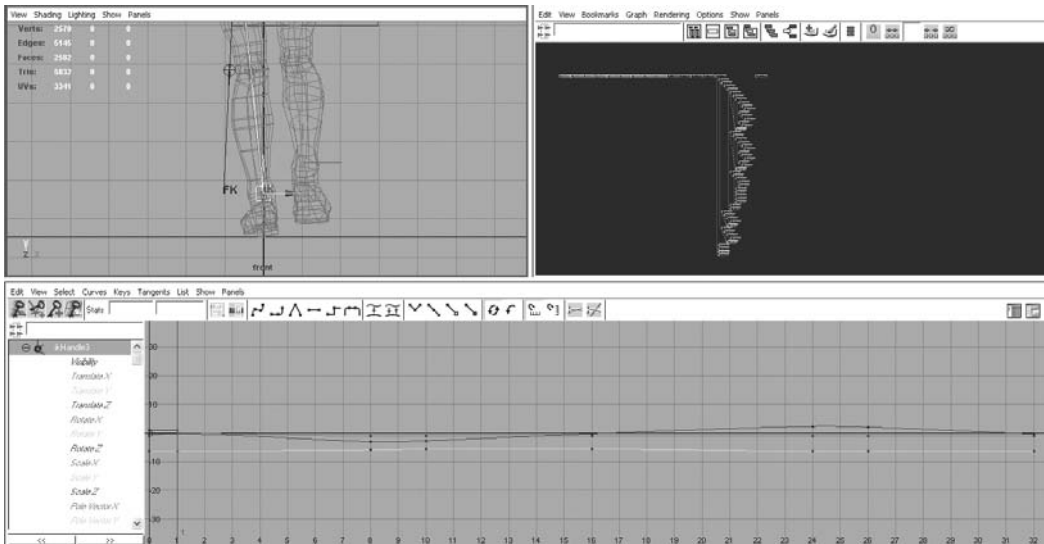 View Shading Lighting Show Panels
Verts: 2570 0 0
Edges: 5145 0 0
Faces: 2582 0 0
Tris: 5032 0 0
UVs: 3341 0 0
FK IK
Y
Z
front
Edit View Bookmarks Graph Rendering Options Show Panels
0
Edit View Select Curves Keys Tangents List Show Panels
Stats
ikHandle3
Visibility
Translate X
Translate Y
Translate Z
Rotate X
Rotate Y
Rotate Z
Scale X
Scale Y
Scale Z
Pole Vector X
Pole Vector Y
<< >>
30
20
10
0
-10
-20
-30
1
0 1 2 3 4 5 6 7 8 9 10 11 12 13 14 15 16 17 18 19 20 21 22 23 24 25 26 27 28 29 30 31 32